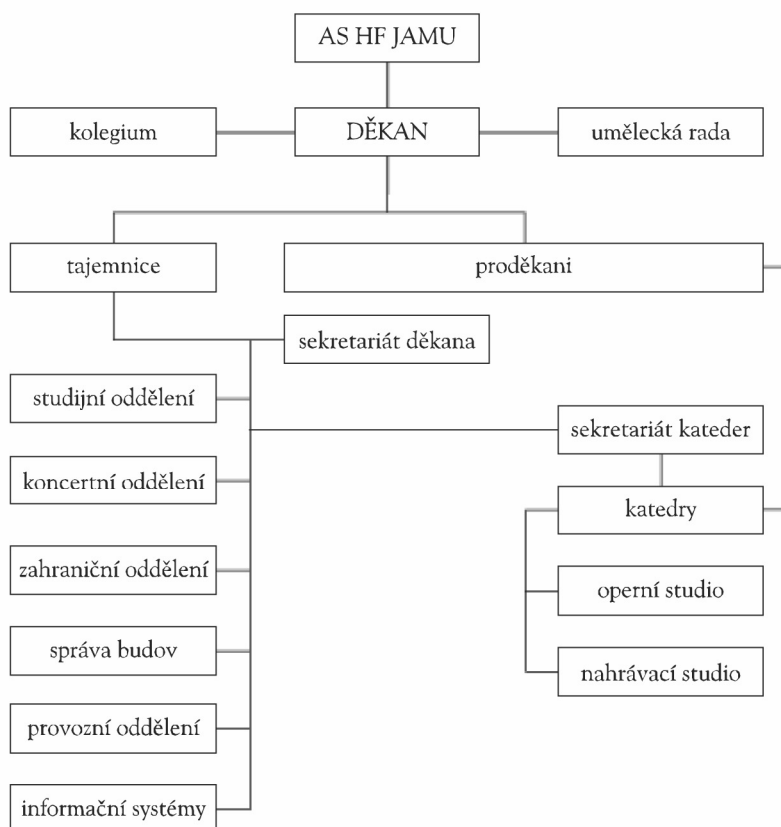 AS HF JAMU
kolegium
DĚKAN
umělecká rada
tajemnice
proděkani
sekretariát děkana
studijní oddělení
sekretariát kateder
koncertní oddělení
katedry
zahraniční oddělení
operní studio
správa budov
nahrávací studio
provozní oddělení
informační systémy